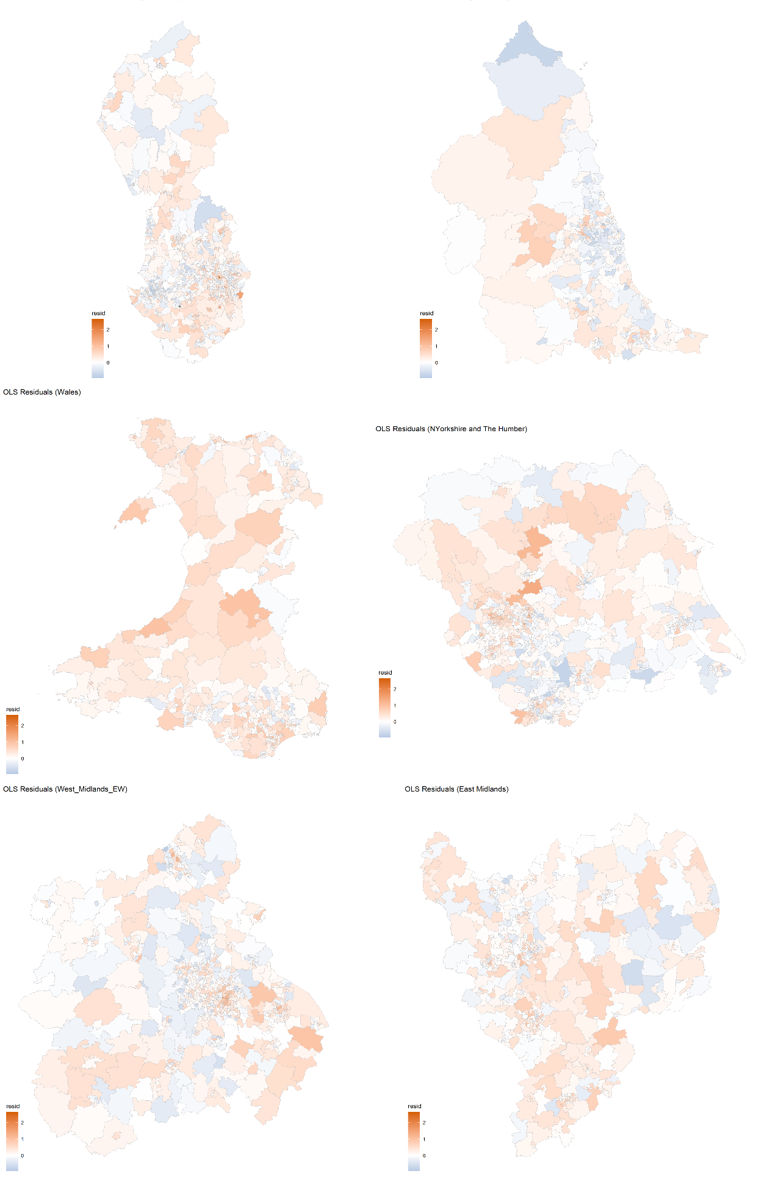 resid
2
1
0
resid
2
1
0
OLS Residuals (Wales)
OLS Residuals (NYorkshire and The Humber)
resid
2
1
0
resid
2
1
0
OLS Residuals (West_Midlands_EW)
OLS Residuals (East Midlands)
resid
2
1
0
resid
2
1
0